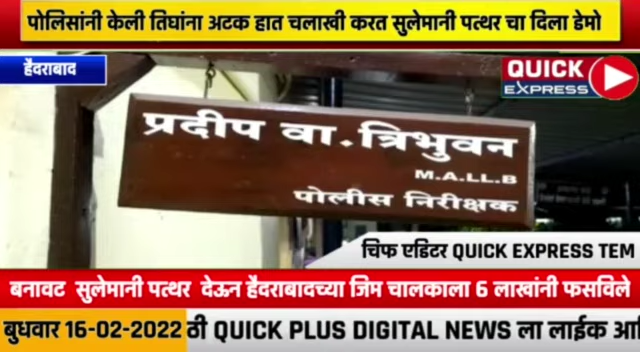 पोलिसांनी केली तिघांना अटक हात चलाखी करत सुलेमानी पत्थर चा दिला डेमो
हैदराबाद
QUICK
EXPRESS
प्रदीप वा. त्रिभुवन
M.A.LL.B
पोलीस निरीक्षक
चिफ एडिटर QUICK EXPRESS TEM
बनावट सुलेमानी पत्थर देऊन हैदराबादच्या जिम चालकाला 6 लाखांनी फसविले
बुधवार 16-02-2022 ठी QUICK PLUS DIGITAL NEWS ला लाईक आ